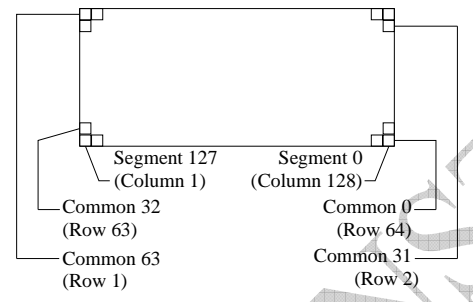 Segment 127
(Column 1)
Segment 0
(Column 128)
Common 32
(Row 63)
Common 0
(Row 64)
Common 63
(Row 1)
Common 31
(Row 2)